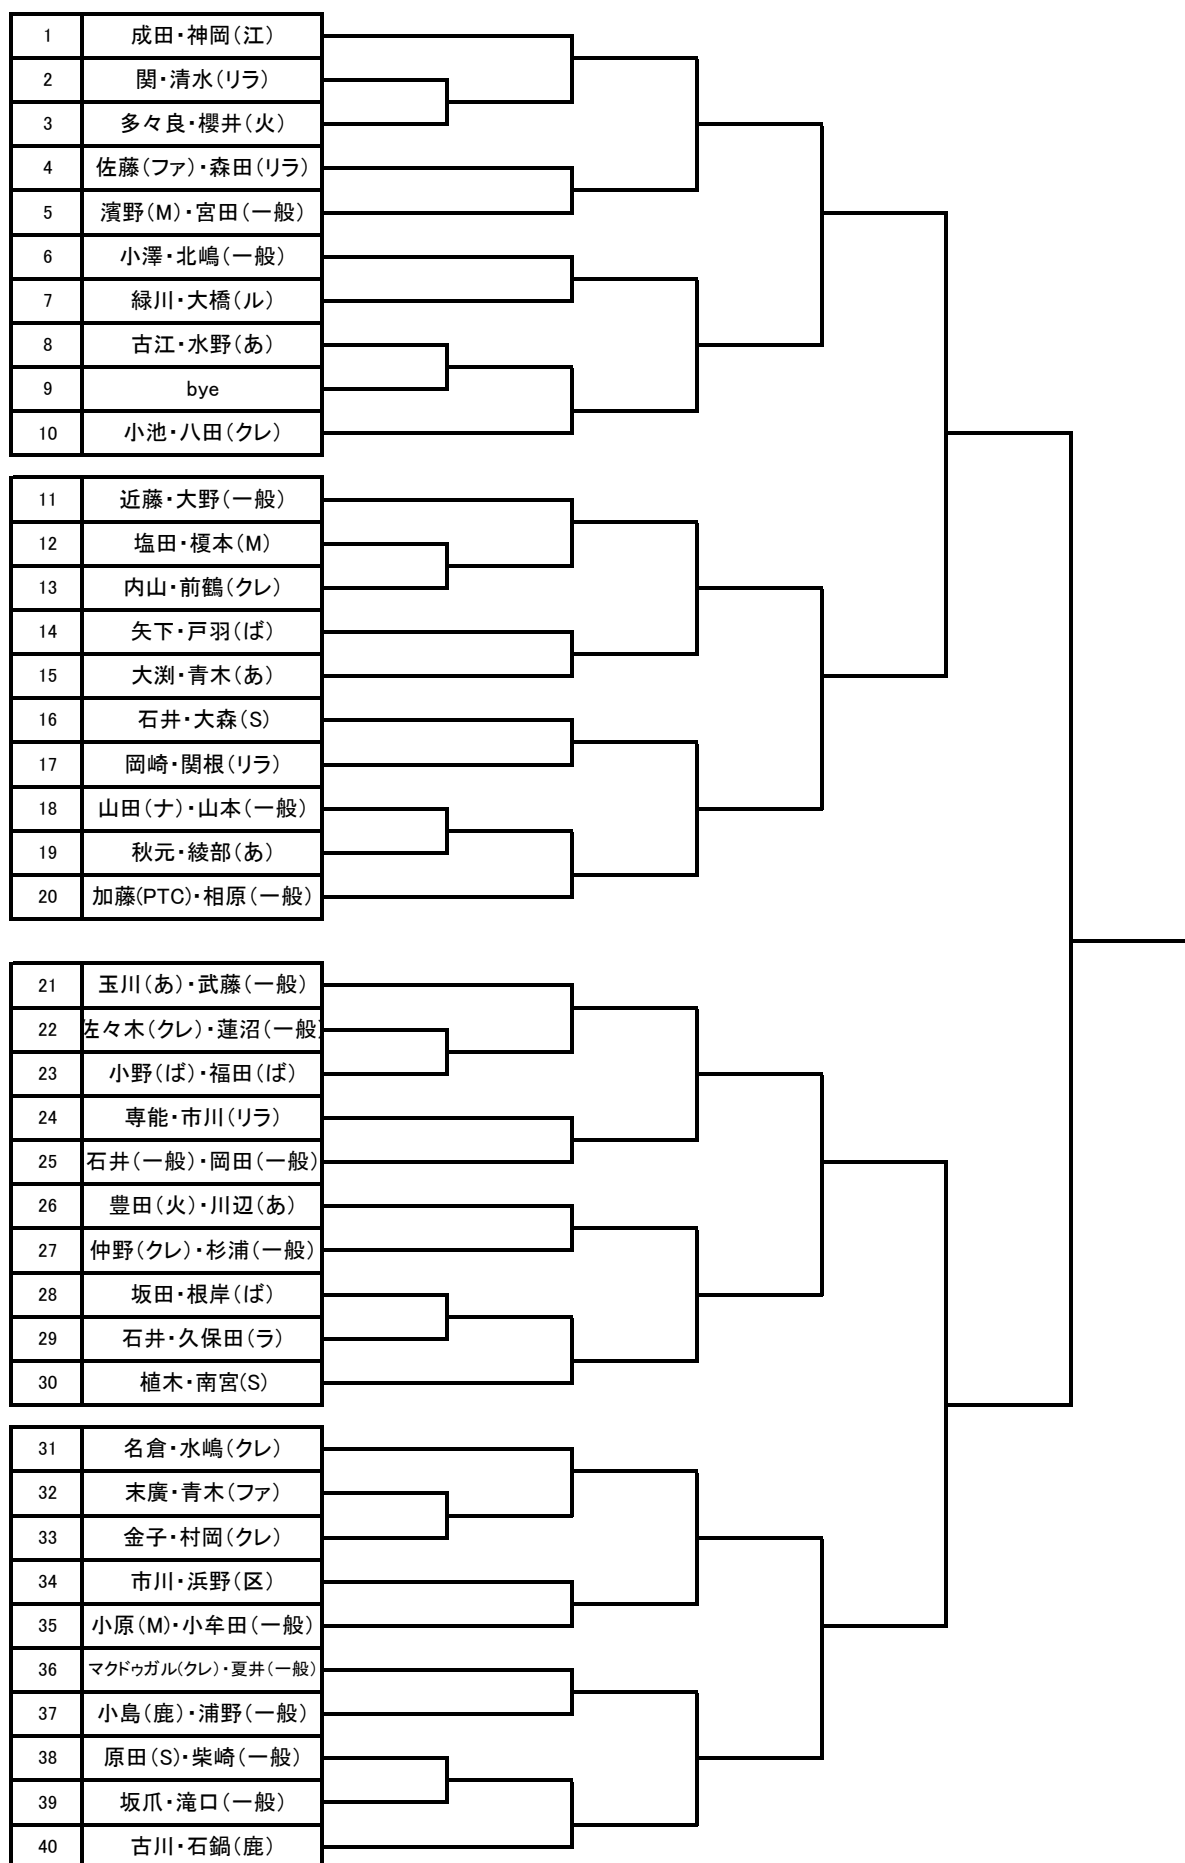 1 成田・神岡(江)
2 関・清水(リラ)
3 多々良・櫻井(火)
4 佐藤(ファ)・森田(リラ)
5 濱野(M)・宮田(一般)
6 小澤・北嶋(一般)
7 緑川・大橋(ル)
8 古江・水野(あ)
9 bye
10 小池・八田(クレ)
11 近藤・大野(一般)
12 塩田・榎本(M)
13 内山・前鶴(クレ)
14 矢下・戸羽(ば)
15 大渕・青木(あ)
16 石井・大森(S)
17 岡崎・関根(リラ)
18 山田(ナ)・山本(一般)
19 秋元・綾部(あ)
20 加藤(PTC)・相原(一般)
21 玉川(あ)・武藤(一般)
22 佐々木(クレ)・蓮沼(一般)
23 小野(ば)・福田(ば)
24 専能・市川(リラ)
25 石井(一般)・岡田(一般)
26 豊田(火)・川辺(あ)
27 仲野(クレ)・杉浦(一般)
28 坂田・根岸(ば)
29 石井・久保田(ラ)
30 植木・南宮(S)
31 名倉・水嶋(クレ)
32 末廣・青木(ファ)
33 金子・村岡(クレ)
34 市川・浜野(区)
35 小原(M)・小牟田(一般)
36 マクドゥガル(クレ)・夏井(一般)
37 小島(鹿)・浦野(一般)
38 原田(S)・柴崎(一般)
39 坂爪・滝口(一般)
40 古川・石鍋(鹿)